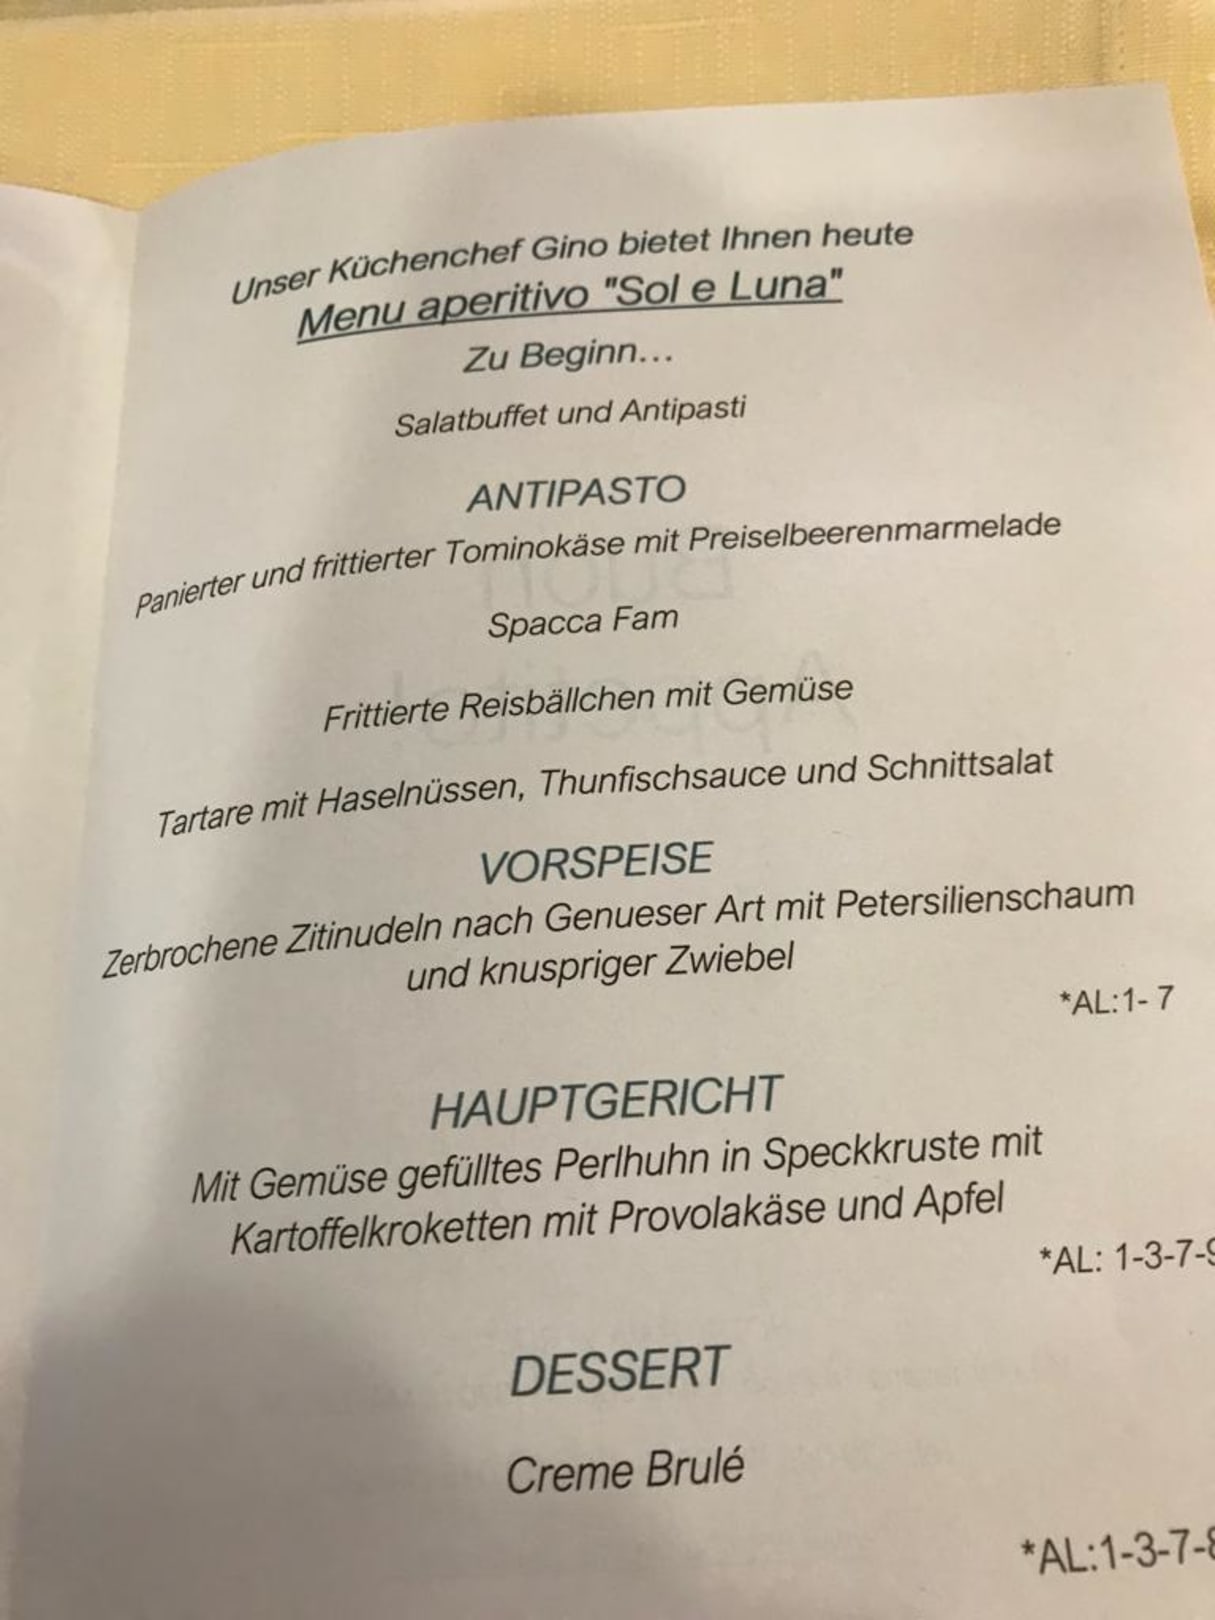 Unser Küchenchef Gino bietet Ihnen heute
Menu aperitivo "Sol e Luna"
Zu Beginn...
Salatbuffet und Antipasti
ANTIPASTO
Panierter und frittierter Tominokäse mit Preiselbeerenmarmelade
Spacca Fam
Frittierte Reisbällchen mit Gemüse
Tartare mit Haselnüssen, Thunfischsauce und Schnittsalat
VORSPEISE
Zerbrochene Zitinudeln nach Genueser Art mit Petersilienschaum
und knuspriger Zwiebel
*AL:1- 7
HAUPTGERICHT
Mit Gemüse gefülltes Perlhuhn in Speckkruste mit
Kartoffelkroketten mit Provolakäse und Apfel
*AL: 1-3-7-9
DESSERT
Creme Brulé
*AL:1-3-7-8